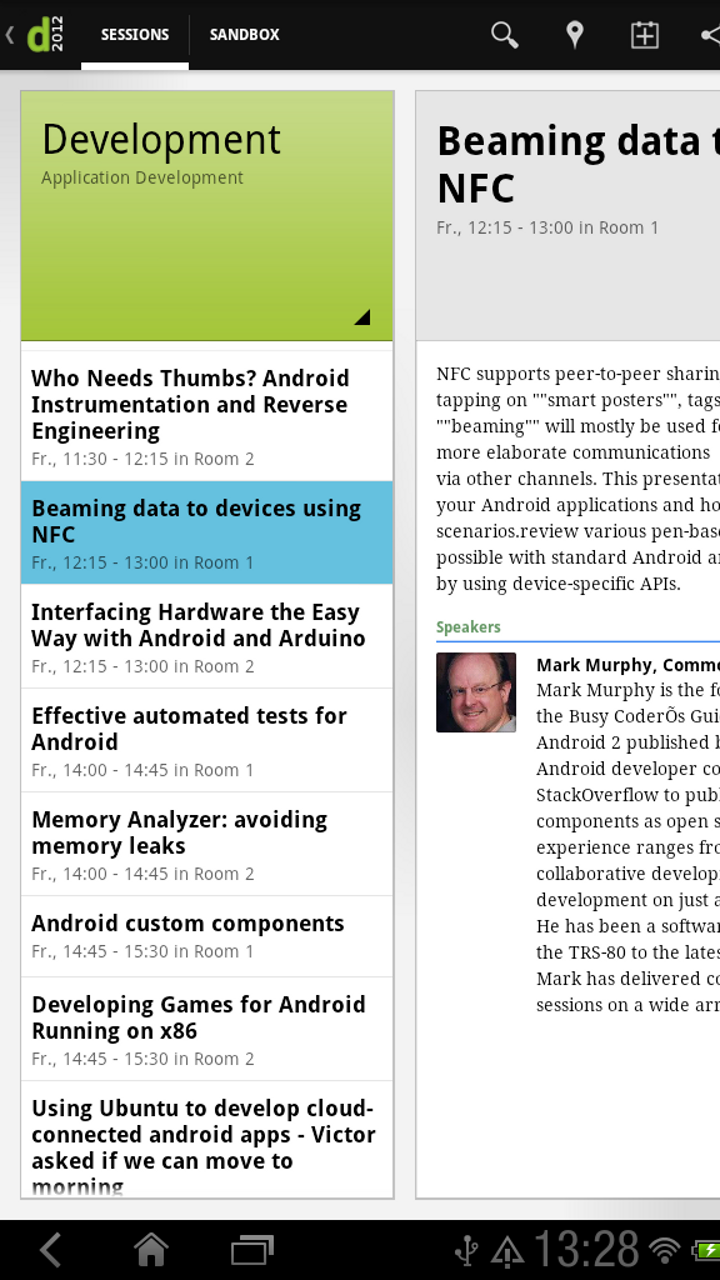 d 2012
SESSIONS
SANDBOX
Development
Application Development
Who Needs Thumbs? Android
Instrumentation and Reverse
Engineering
Fr., 11:30 - 12:15 in Room 2
Beaming data to devices using
NFC
Fr., 12:15 - 13:00 in Room 1
Interfacing Hardware the Easy
Way with Android and Arduino
Fr., 12:15 - 13:00 in Room 2
Effective automated tests for
Android
Fr., 14:00 - 14:45 in Room 1
Memory Analyzer: avoiding
memory leaks
Fr., 14:00 - 14:45 in Room 2
Android custom components
Fr., 14:45 - 15:30 in Room 1
Developing Games for Android
Running on x86
Fr., 14:45 - 15:30 in Room 2
Using Ubuntu to develop cloud-
connected android apps - Victor
asked if we can move to
morning
Beaming data t
NFC
Fr., 12:15 - 13:00 in Room 1
NFC supports peer-to-peer sharin
tapping on ""smart posters"", tags
""beaming"" will mostly be used f
more elaborate communications
via other channels. This presentat
your Android applications and ho
scenarios.review various pen-base
possible with standard Android a
by using device-specific APIs.
Speakers
Mark Murphy, Commo
Mark Murphy is the fo
the Busy CoderÕs Gui
Android 2 published b
Android developer co
StackOverflow to publ
components as open s
experience ranges fro
collaborative develop
development on just a
He has been a softwar
the TRS-80 to the lates
Mark has delivered co
sessions on a wide arr
13:28